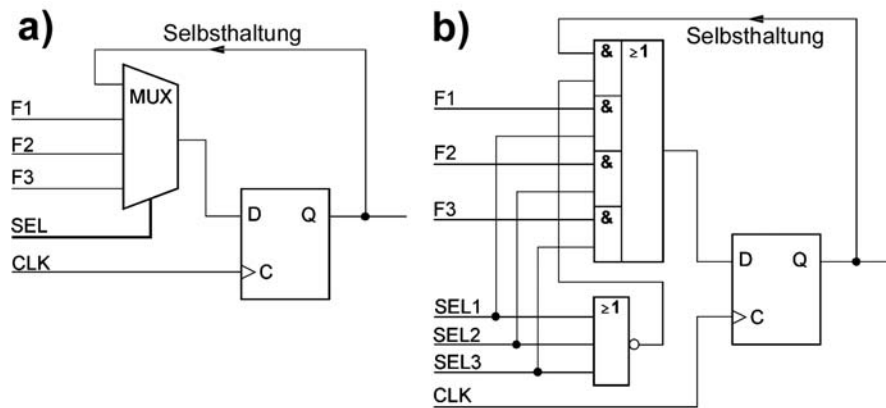 a)
Selbsthaltung
MUX
F1
F2
F3
SEL
CLK
D Q
C
b)
Selbsthaltung
& ≥1
F1
&
F2
&
F3
&
SEL1
≥1
SEL2
SEL3
CLK
D Q
C